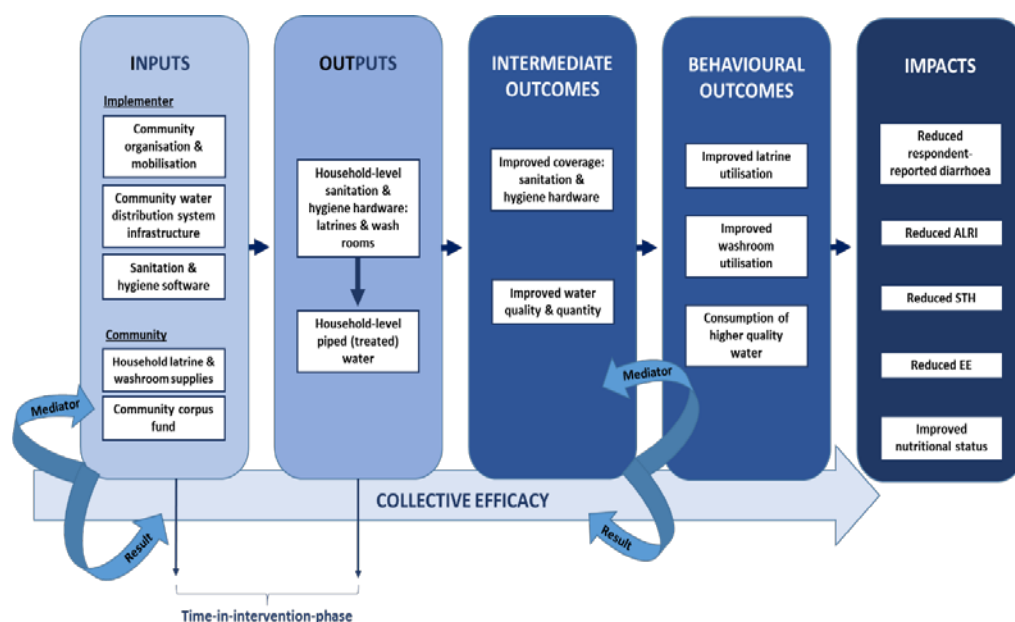 INPUTS
Implementer
Community
organisation &
mobilisation
Community water
distribution system
infrastructure
Sanitation &
hygiene software
Community
Household latrine &
washroom supplies
Community corpus
fund
OUTPUTS
Household-level
sanitation &
hygiene hardware:
latrines & wash
rooms
Household-level
piped (treated)
water
INTERMEDIATE
OUTCOMES
Improved coverage:
sanitation &
hygiene hardware
Improved water
quality & quantity
BEHAVIOURAL
OUTCOMES
Improved latrine
utilisation
Improved
washroom
utilisation
Consumption of
higher quality
water
IMPACTS
Reduced
respondent-
reported diarrhoea
Reduced ALRI
Reduced STH
Reduced EE
Improved
nutritional status
Mediator
Result
Mediator
Result
COLLECTIVE EFFICACY
Time-in-intervention-phase